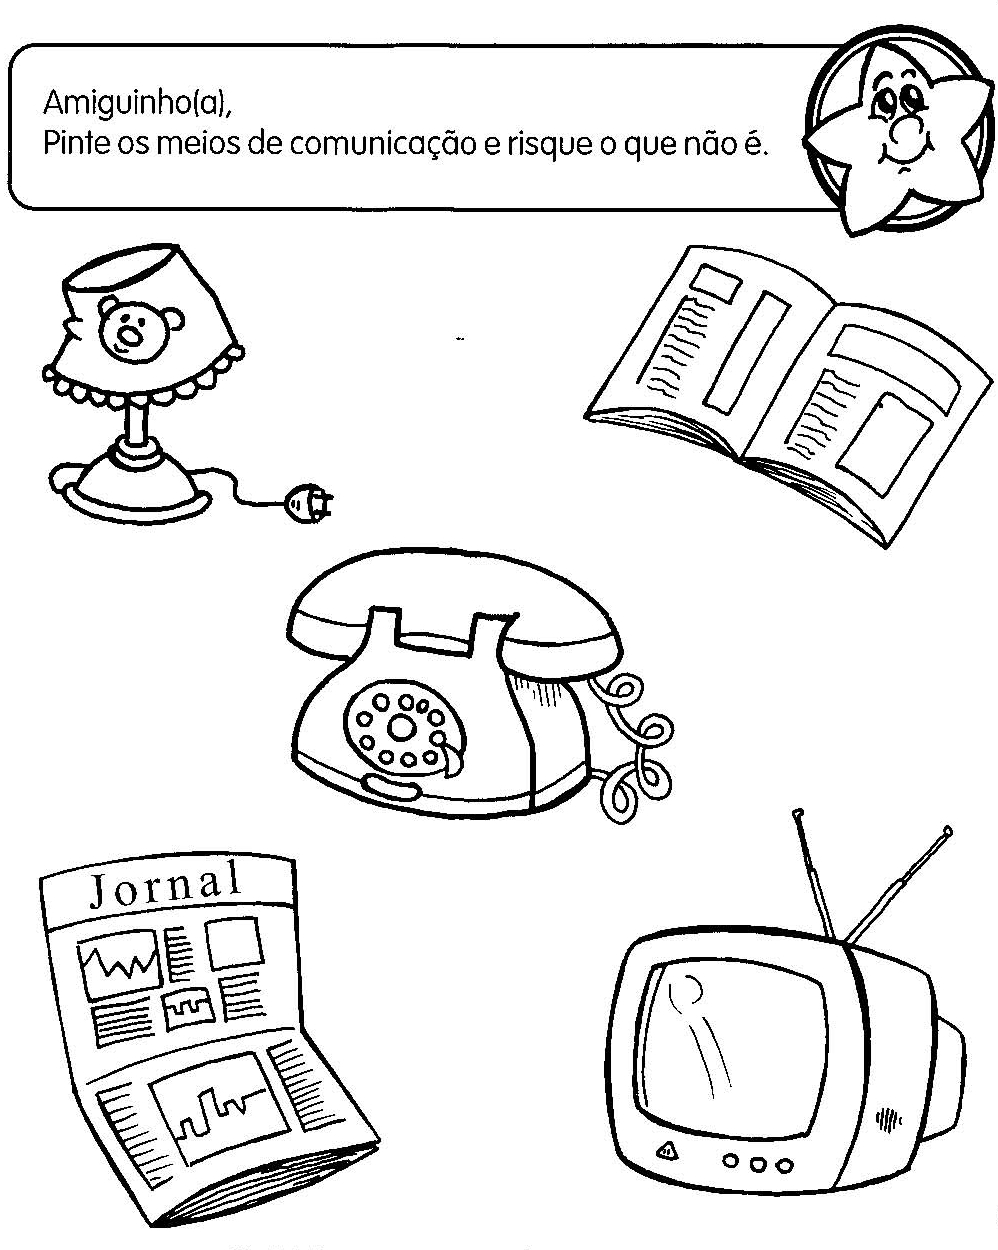 Amiguinho(a),
Pinte os meios de comunicação e risque o que não é.
Jornal